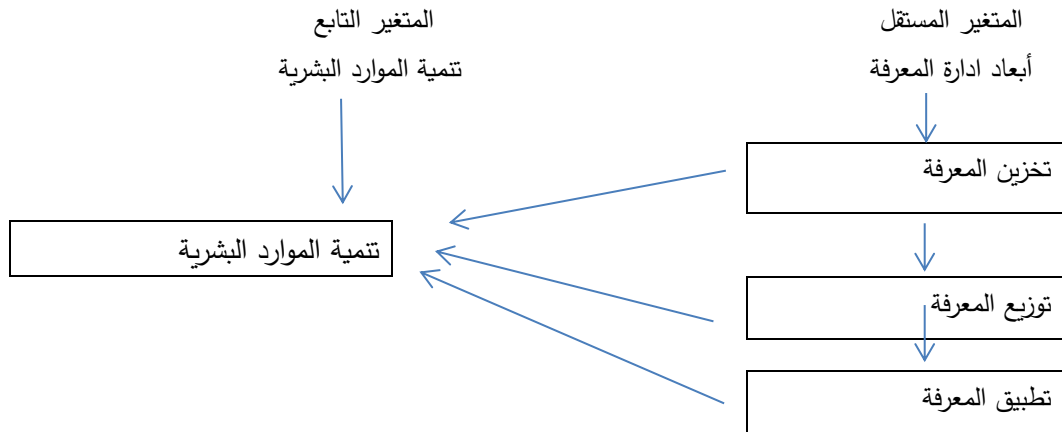 المتغير المستقل
المتغير التابع
أبعاد ادارة المعرفة
تنمية الموارد البشرية
تخزين المعرفة
تنمية الموارد البشرية
توزيع المعرفة
تطبيق المعرفة